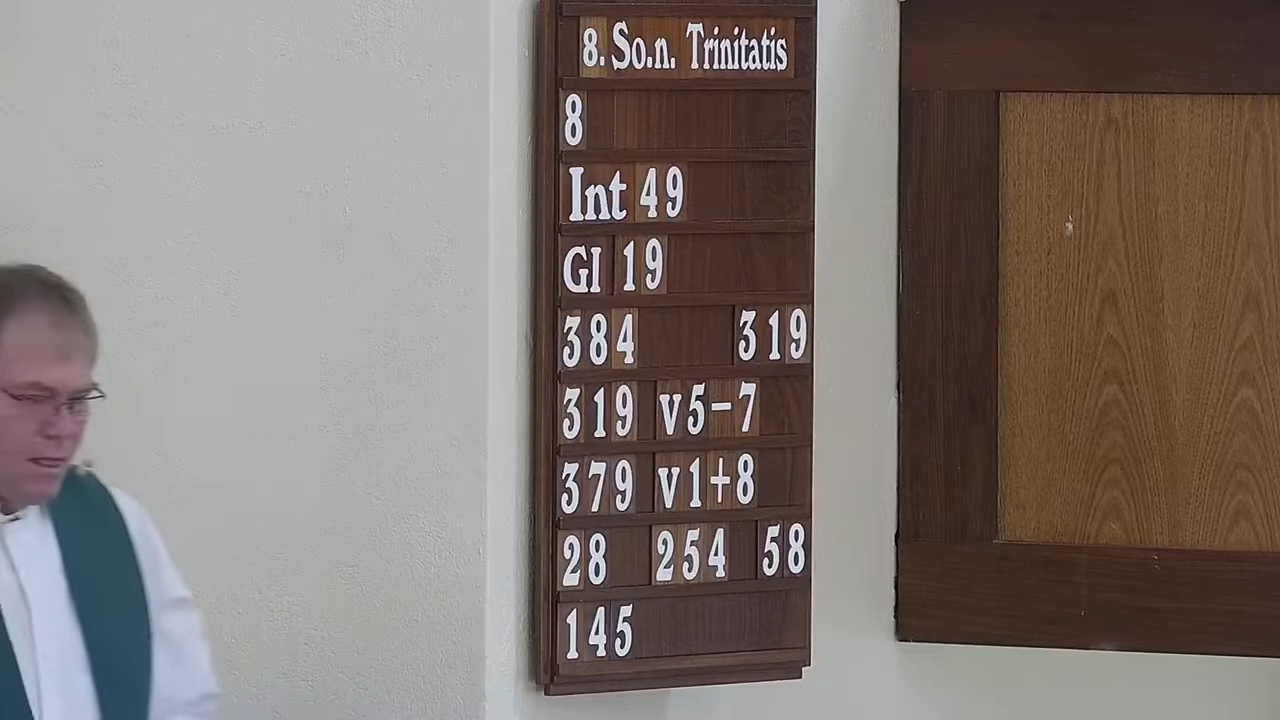 8. So.n. Trinitatis
8
Int 49
GI 19
384 319
319 v5-7
379 v1+8
28 254 58
145